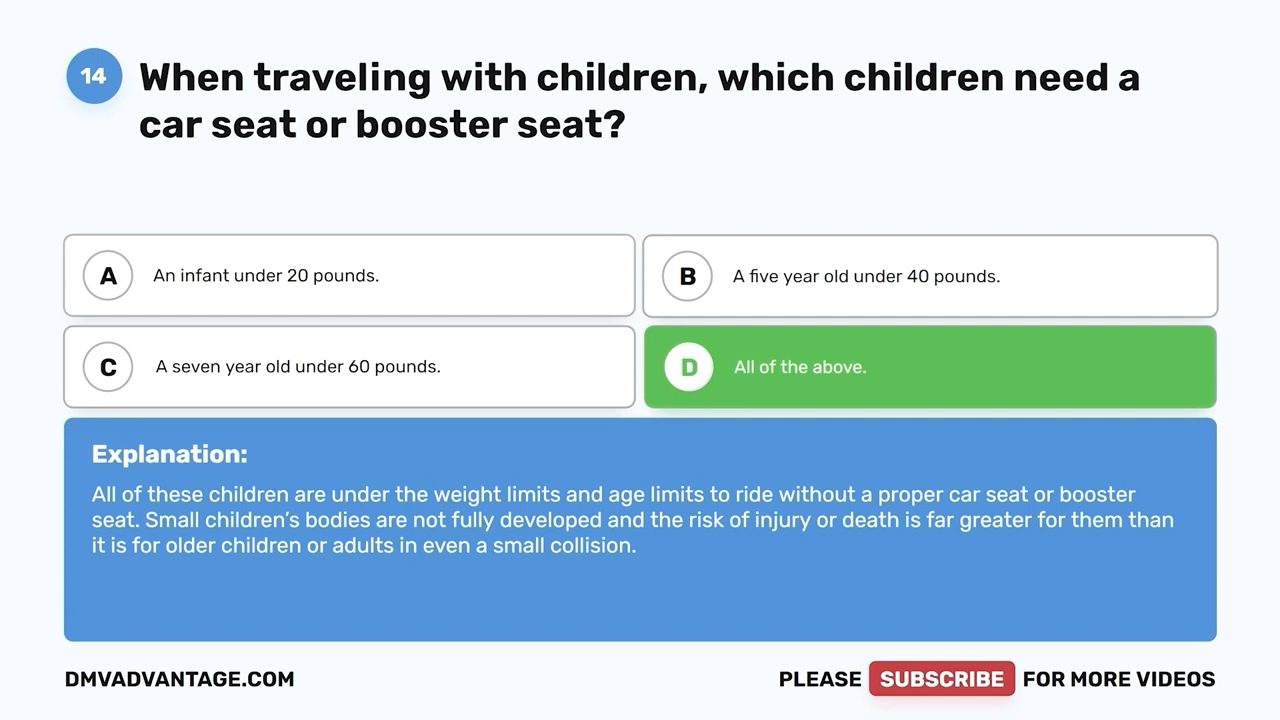 14
When traveling with children, which children need a
car seat or booster seat?
A An infant under 20 pounds.
B A five year old under 40 pounds.
C A seven year old under 60 pounds.
D All of the above.
Explanation:
All of these children are under the weight limits and age limits to ride without a proper car seat or booster
seat. Small children’s bodies are not fully developed and the risk of injury or death is far greater for them than
it is for older children or adults in even a small collision.
DMVADVANTAGE.COM
PLEASE SUBSCRIBE FOR MORE VIDEOS